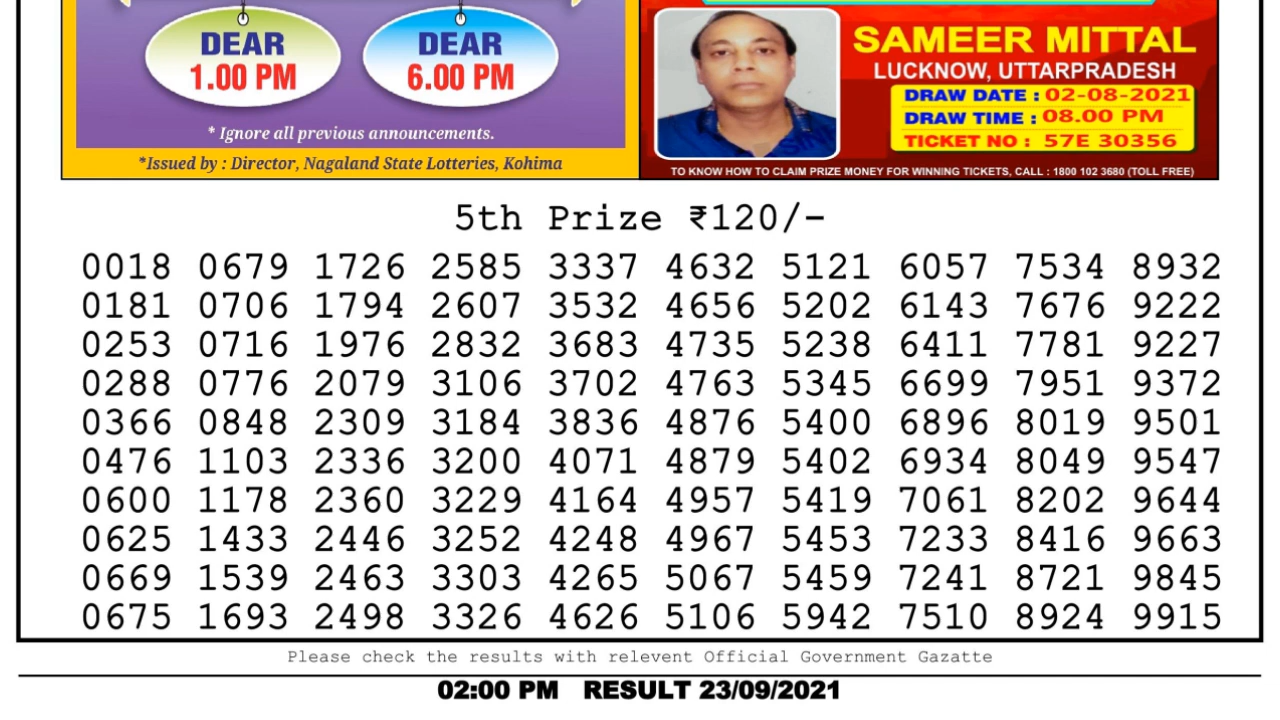 DEAR
1.00 PM
DEAR
6.00 PM
* Ignore all previous announcements.
*Issued by : Director, Nagaland State Lotteries, Kohima
SAMEER MITTAL
LUCKNOW, UTTARPRADESH
DRAW DATE : 02-08-2021
DRAW TIME : 08.00 PM
TICKET NO : 57E 30356
TO KNOW HOW TO CLAIM PRIZE MONEY FOR WINNING TICKETS, CALL : 1800 102 3680 (TOLL FREE)
5th Prize ₹120/-
0018 0679 1726 2585 3337 4632 5121 6057 7534 8932
0181 0706 1794 2607 3532 4656 5202 6143 7676 9222
0253 0716 1976 2832 3683 4735 5238 6411 7781 9227
0288 0776 2079 3106 3702 4763 5345 6699 7951 9372
0366 0848 2309 3184 3836 4876 5400 6896 8019 9501
0476 1103 2336 3200 4071 4879 5402 6934 8049 9547
0600 1178 2360 3229 4164 4957 5419 7061 8202 9644
0625 1433 2446 3252 4248 4967 5453 7233 8416 9663
0669 1539 2463 3303 4265 5067 5459 7241 8721 9845
0675 1693 2498 3326 4626 5106 5942 7510 8924 9915
Please check the results with relevent Official Government Gazatte
02:00 PM RESULT 23/09/2021